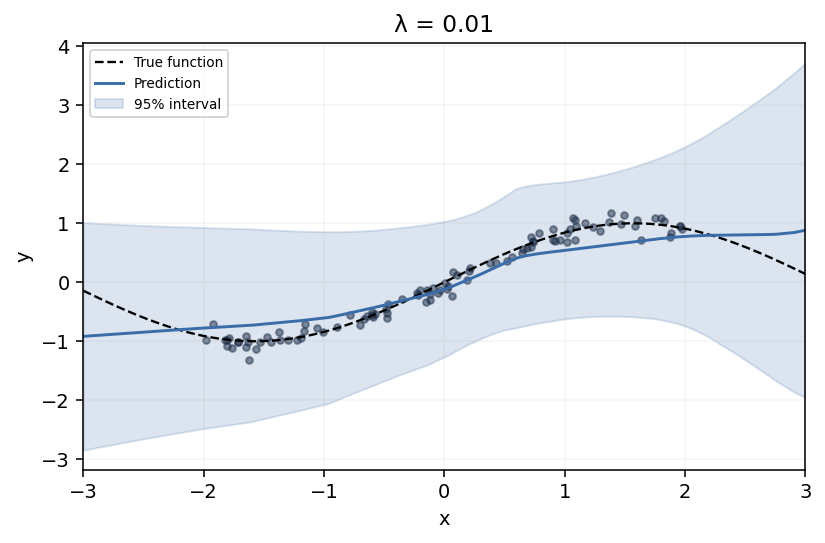 λ = 0.01
True function
Prediction
95% interval
4
3
2
1
0
−1
−2
−3
y
−3 −2 −1 0 1 2 3
x